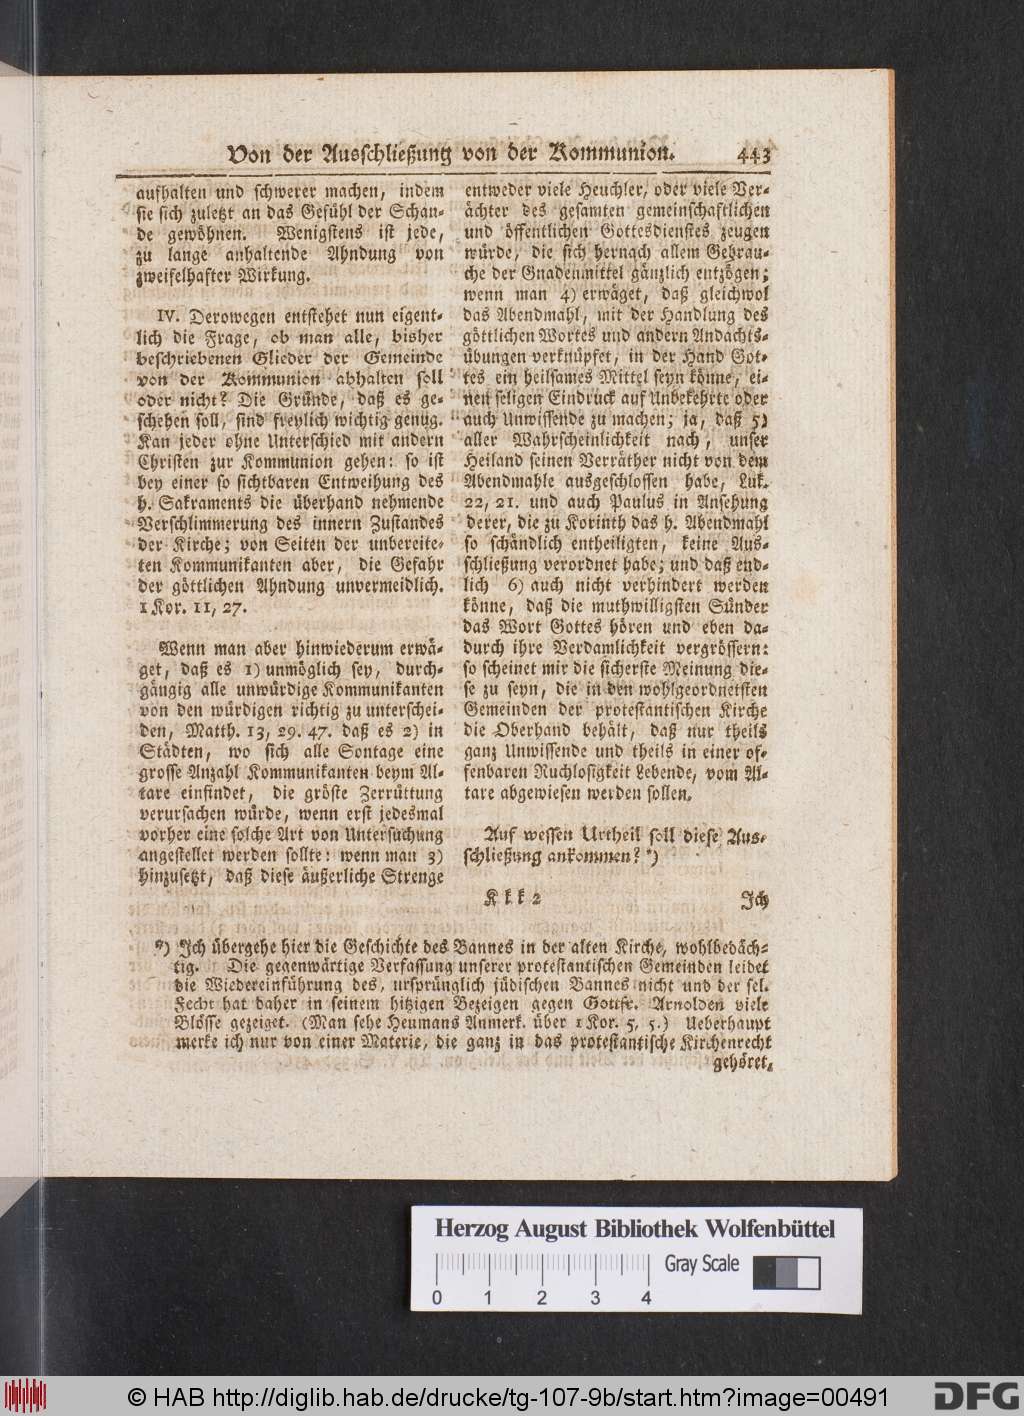 Von der Ausschließung von der Kommunion. 443
aufhalten und schwerer machen, indem
sie sich zuletzt an das Gefühl der Schan-
de gewöhnen. Wenigstens ist jede,
zu lange anhaltende Ahndung von
zweifelhafter Wirkung.
IV. Derowegen entstehet nun eigent-
lich die Frage, ob man alle, bisher
beschriebenen Glieder der Gemeinde
von der Kommunion abhalten soll
oder nicht? Die Gründe, daß es ge-
schehen soll, sind freylich wichtig genug.
Kan jeder ohne Unterschied mit andern
Christen zur Kommunion gehen: so ist
bey einer so sichtbaren Entweihung des
h. Sakraments die überhand nehmende
Verschlimmerung des innern Zustandes
der Kirche; von Seiten der unbereite-
ten Kommunikanten aber, die Gefahr
der göttlichen Ahndung unvermeidlich.
1 Kor. 11, 27.
Wenn man aber hinwiederum erwä-
get, daß es 1) unmöglich sey, durch-
gängig alle unwürdige Kommunikanten
von den würdigen richtig zu unterschei-
den, Matth. 13, 29. 47. daß es 2) in
Städten, wo sich alle Sontage eine
grosse Anzahl Kommunikanten beym Al-
tare einfindet, die gröste Zerrüttung
verursachen würde, wenn erst jedesmal
vorher eine solche Art von Untersuchung
angestellet werden sollte: wenn man 3)
hinzusetzt, daß diese äußerliche Strenge
entweder viele Heuchler, oder viele Ver-
ächter des gesamten gemeinschaftlichen
und öffentlichen Gottesdienstes zeugen
würde, die sich hernach allem Gebrau-
che der Gnadenmittel gänzlich entzögen;
wenn man 4) erwäget, daß gleichwol
das Abendmahl, mit der Handlung des
göttlichen Wortes und andern Andachts-
übungen verknüpfet, in der Hand Got-
tes ein heilsames Mittel seyn könne, ei-
nen seligen Eindruck auf Unbekehrte oder
auch Unwissende zu machen; ja, daß 5)
aller Wahrscheinlichkeit nach, unser
Heiland seinen Verräther nicht von dem
Abendmahle ausgeschlossen habe, Luk.
22, 21. und auch Paulus in Ansehung
derer, die zu Korinth das h. Abendmahl
so schändlich entheiligten, keine Aus-
schließung verordnet habe; und daß end-
lich 6) auch nicht verhindert werden
könne, daß die muthwilligsten Sünder
das Wort Gottes hören und eben da-
durch ihre Verdamlichkeit vergrössern:
so scheinet mir die sicherste Meinung die-
se zu seyn, die in den wohlgeordnetsten
Gemeinden der protestantischen Kirche
die Oberhand behält, daß nur theils
ganz Unwissende und theils in einer of-
fenbaren Ruchlosigkeit Lebende, vom Al-
tare abgewiesen werden sollen.
Auf wessen Urtheil soll diese Aus-
schließung ankommen? *)
Kkk 2 Ich
*) Ich übergehe hier die Geschichte des Bannes in der alten Kirche, wohlbedäch-
tig. Die gegenwärtige Verfassung unserer protestantischen Gemeinden leidet
die Wiedereinführung des, ursprünglich jüdischen Bannes nicht und der sel.
Fecht hat daher in seinem hitzigen Bezeigen gegen Gottfr. Arnolden viele
Blösse gezeiget. (Man sehe Heumans Anmerk. über 1 Kor. 5, 5.) Ueberhaupt
merke ich nur von einer Materie, die ganz in das protestantische Kirchenrecht
gehöret,
Herzog August Bibliothek Wolfenbüttel
Gray Scale
0 1 2 3 4
© HAB http://diglib.hab.de/drucke/tg-107-9b/start.htm?image=00491
DFG